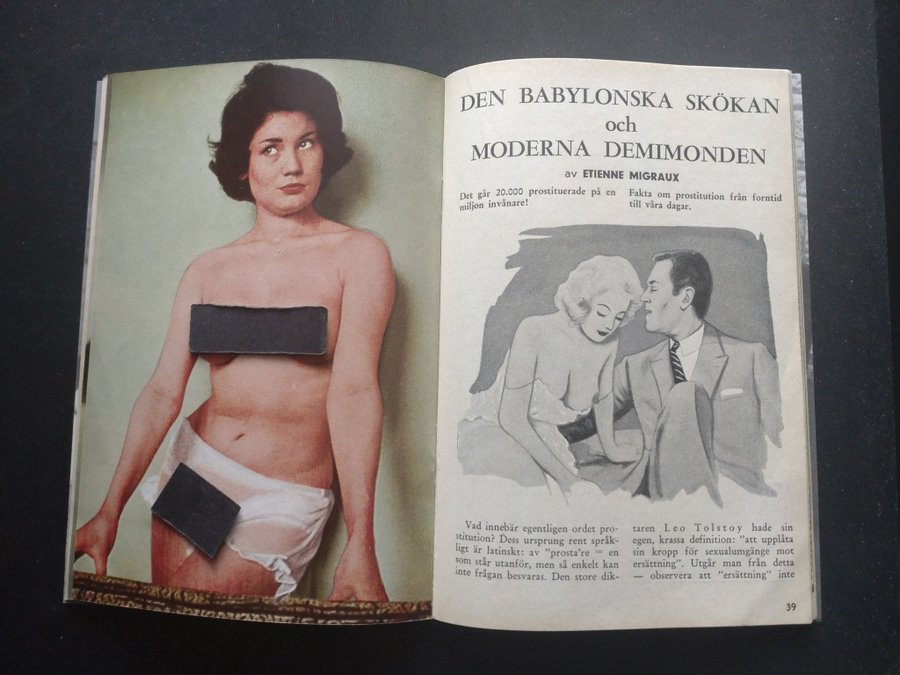 DEN BABYLONSKA SKÖKAN
och
MODERNA DEMIMONDEN
av ETIENNE MIGRAUX
Det går 20.000 prostituerade på en
miljon invånare!
Fakta om prostitution från forntid
till våra dagar.
Vad innebär egentligen ordet pro-
stitution? Dess ursprung rent språk-
ligt är latinskt: av "prosta're = en
som står utanför, men så enkelt kan
inte frågan besvaras. Den store dik-
taren Leo Tolstoy hade sin
egen, krassa definition: "att upplåta
sin kropp för sexualumgänge mot
ersättning". Utgår man från detta
— observera att "ersättning" inte
39